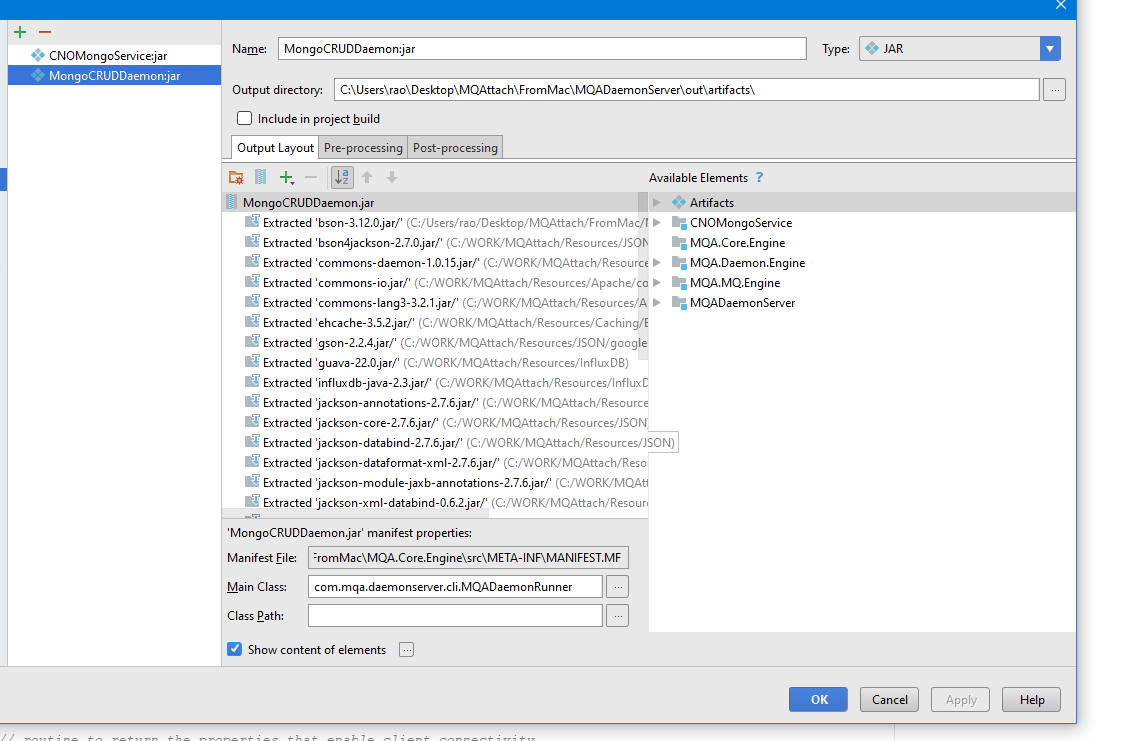 CNOMongoService:jar
MongoCRUDDaemon:jar
Name: MongoCRUDDaemon:jar Type: JAR
Output directory: C:\Users\rao\Desktop\MQAttach\FromMac\MQADaemonServer\out\artifacts\ ...
Include in project build
Output Layout Pre-processing Post-processing
Available Elements ?
MongoCRUDDaemon.jar
Extracted 'bson-3.12.0.jar/' (C:/Users/rao/Desktop/MQAttach/FromMac/
Extracted 'bson4jackson-2.7.0.jar/' (C:/WORK/MQAttach/Resources/JSON
Extracted 'commons-daemon-1.0.15.jar/' (C:/WORK/MQAttach/Resource
Extracted 'commons-io.jar/' (C:/WORK/MQAttach/Resources/Apache/co
Extracted 'commons-lang3-3.2.1.jar/' (C:/WORK/MQAttach/Resources/A
Extracted 'ehcache-3.5.2.jar/' (C:/WORK/MQAttach/Resources/Caching/E
Extracted 'gson-2.2.4.jar/' (C:/WORK/MQAttach/Resources/JSON/google
Extracted 'guava-22.0.jar/' (C:/WORK/MQAttach/Resources/InfluxDB)
Extracted 'influxdb-java-2.3.jar/' (C:/WORK/MQAttach/Resources/InfluxD
Extracted 'jackson-annotations-2.7.6.jar/' (C:/WORK/MQAttach/Resource
Extracted 'jackson-core-2.7.6.jar/' (C:/WORK/MQAttach/Resources/JSON)
Extracted 'jackson-databind-2.7.6.jar/' (C:/WORK/MQAttach/Resources/JSON)
Extracted 'jackson-dataformat-xml-2.7.6.jar/' (C:/WORK/MQAttach/Reso
Extracted 'jackson-module-jaxb-annotations-2.7.6.jar/' (C:/WORK/MQAtt
Extracted 'jackson-xml-databind-0.6.2.jar/' (C:/WORK/MQAttach/Resour
Artifacts
CNOMongoService
MQA.Core.Engine
MQA.Daemon.Engine
MQA.MQ.Engine
MQADaemonServer
'MongoCRUDDaemon.jar' manifest properties:
Manifest File: FromMac\MQA.Core.Engine\src\META-INF\MANIFEST.MF
Main Class: com.mqa.daemonserver.cli.MQADaemonRunner ...
Class Path: ...
Show content of elements ...
OK Cancel Apply Help
// routine to return the properties that enable client connectivity